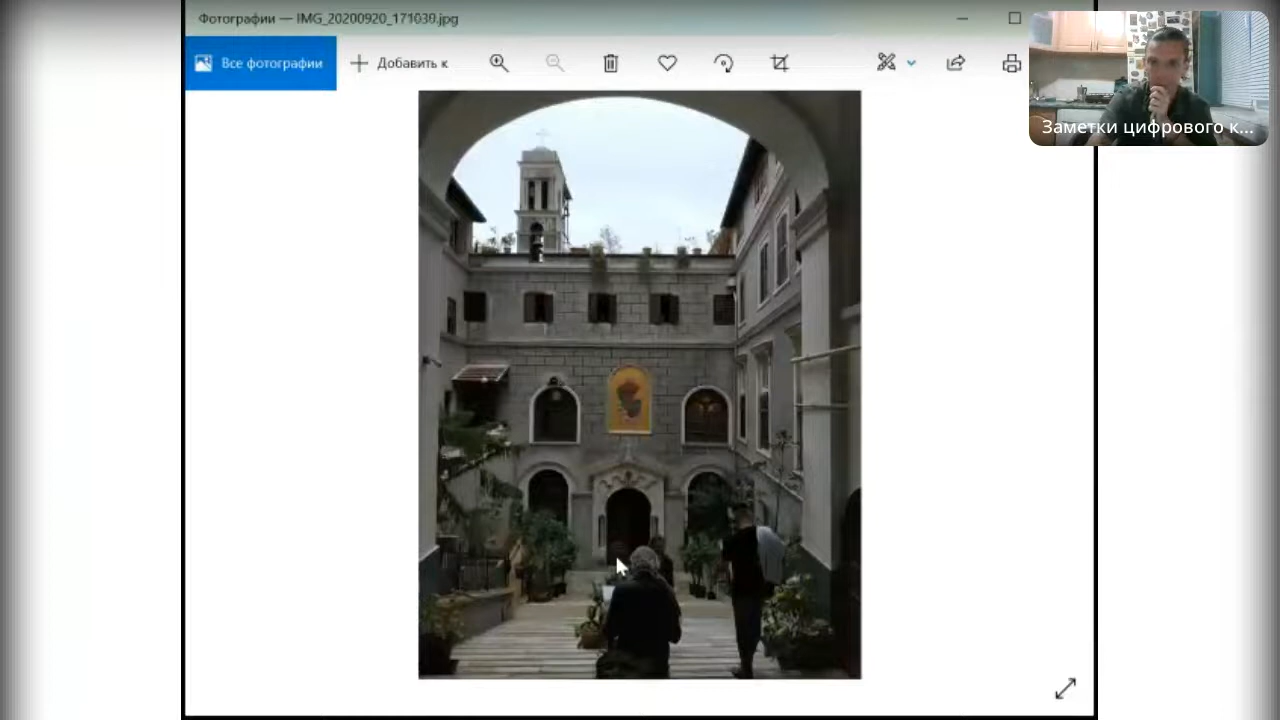 Фотографии — IMG_20200920_171030.jpg
Все фотографии
Добавить к
Заметки цифрового к...